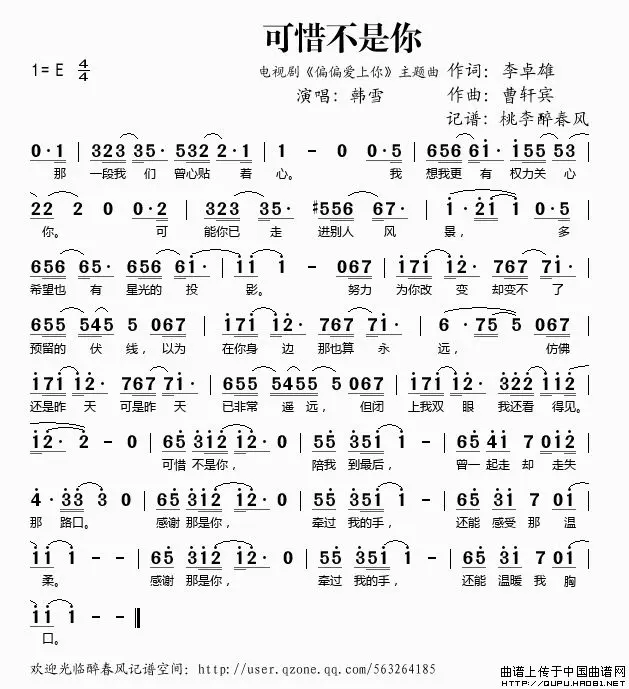 可惜不是你
1=E 4/4
电视剧《偏偏爱上你》主题曲 作词:李卓雄
演唱:韩雪 作曲:曹轩宾
记谱:桃李醉春风
0·1 | 323 35· 532 2·1 | 1 - 0 0·5 | 656 61· 155 53 |
那 一段我 们 曾心贴 着 心。 我 想我更 有 权力关 心
22 2 0 0·2 | 323 35· #556 67· | 1·21 1 0·5 |
你。 可 能你已 走 进别人 风 景, 多
656 65· 656 61· | 11 1 - 067 | 171 12· 767 71· |
希望也 有 星光的 投 影。 努力 为你改 变 却变不 了
655 545 5 067 | 171 12· 767 71· | 6·75 5 067 |
预留的 伏 线, 以为 在你身 边 那也算 永 远, 仿佛
171 12· 767 71· | 655 5455 5 067 | 171 12· 322 112 |
还是昨 天 可是昨 天 已非常 遥 远, 但闭 上我双 眼 我还看 得见。
12· 2 - 0 | 65 312 12· 0 | 55 351 1 - | 65 41 7 012 |
可惜 不是你, 陪我 到最后, 曾一 起走 却 走失
4·33 3 0 | 65 312 12· 0 | 55 351 1 - | 65 31 7 01 |
那 路口。 感谢 那是你, 牵过 我的手, 还能 感受 那 温
11 1 - - | 65 312 12· 0 | 55 351 1 - | 65 31 7 01 |
柔。 感谢 那是你, 牵过 我的手, 还能 温暖 我 胸
11 1 - - ‖
口。
欢迎光临醉春风记谱空间:http://user.qzone.qq.com/563264185
曲谱上传于中国曲谱网
HTTP://QUPU.HAO81.NET